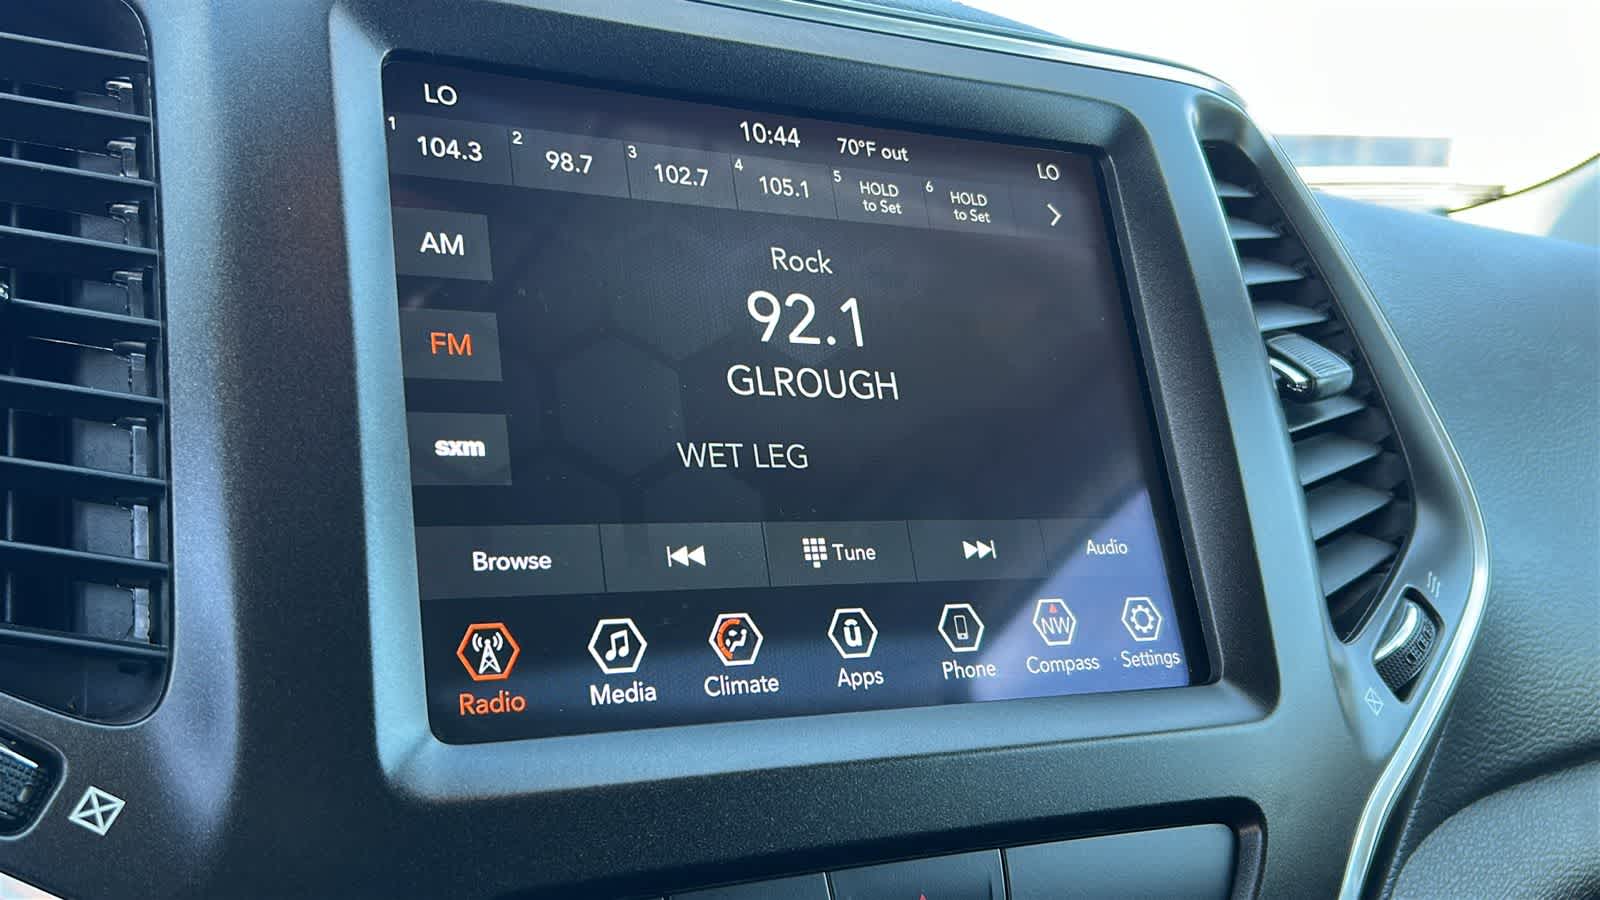 LO
10:44 70°F out LO
1 104.3 2 98.7 3 102.7 4 105.1 5 HOLD to Set 6 HOLD to Set
AM
Rock
92.1
FM
GLROUGH
sxm
WET LEG
Browse Tune Audio
NW
Radio Media Climate Apps Phone Compass Settings